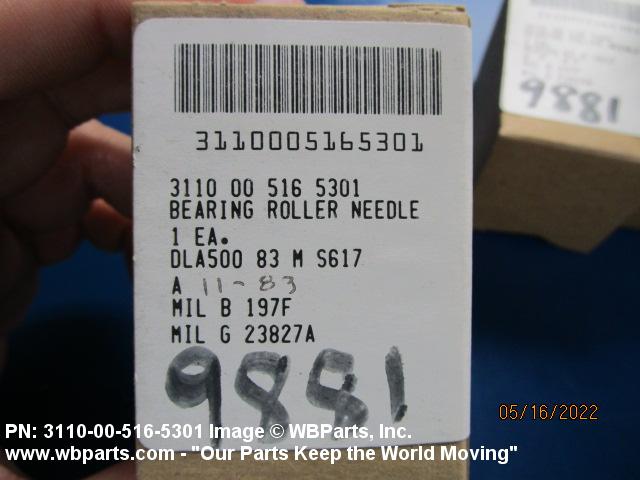 3110005165301
3110 00 516 5301
BEARING ROLLER NEEDLE
1 EA.
DLA500 83 M S617
A 11-83
MIL B 197F
MIL G 23827A
9881
9881
05/16/2022
PN: 3110-00-516-5301 Image © WBParts, Inc.
www.wbparts.com - "Our Parts Keep the World Moving"